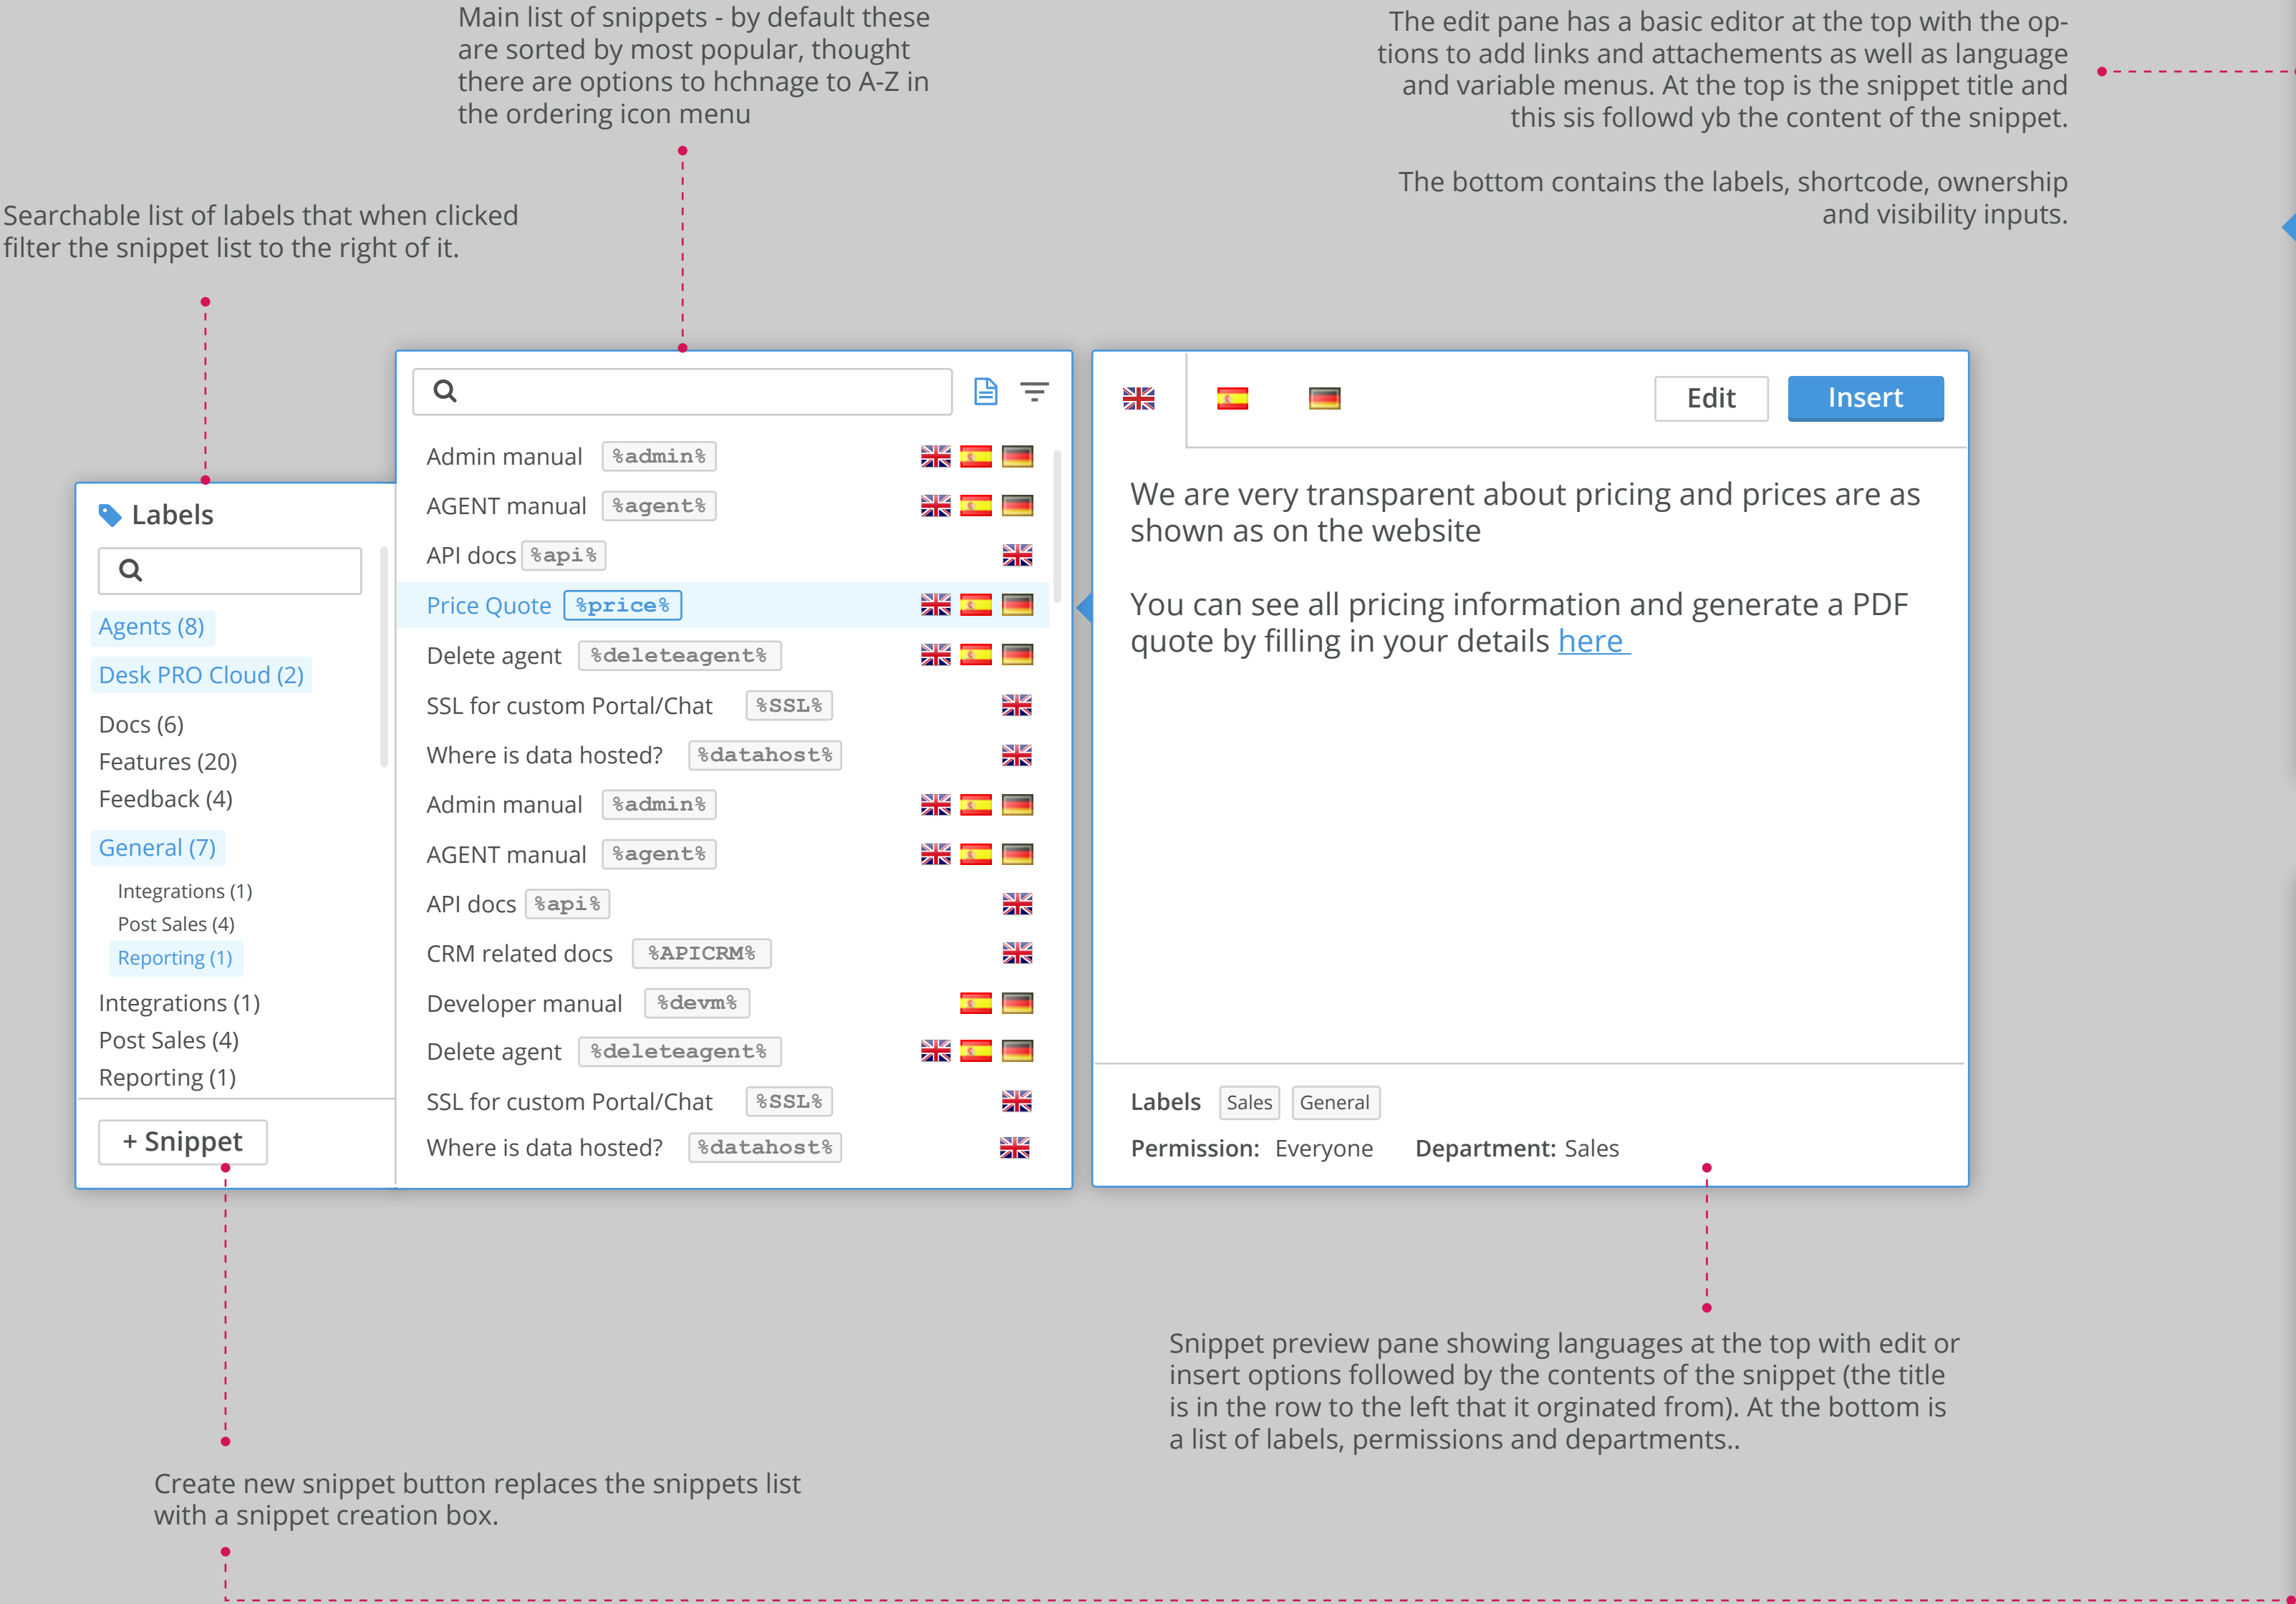 Main list of snippets - by default these
are sorted by most popular, thought
there are options to hchnage to A-Z in
the ordering icon menu
The edit pane has a basic editor at the top with the op-
tions to add links and attachements as well as language
and variable menus. At the top is the snippet title and
this sis followd yb the content of the snippet.
The bottom contains the labels, shortcode, ownership
and visibility inputs.
Searchable list of labels that when clicked
filter the snippet list to the right of it.
Labels
Agents (8)
Desk PRO Cloud (2)
Docs (6)
Features (20)
Feedback (4)
General (7)
Integrations (1)
Post Sales (4)
Reporting (1)
Integrations (1)
Post Sales (4)
Reporting (1)
+ Snippet
Admin manual %admin%
AGENT manual %agent%
API docs %api%
Price Quote %price%
Delete agent %deleteagent%
SSL for custom Portal/Chat %SSL%
Where is data hosted? %datahost%
Admin manual %admin%
AGENT manual %agent%
API docs %api%
CRM related docs %APICRM%
Developer manual %devm%
Delete agent %deleteagent%
SSL for custom Portal/Chat %SSL%
Where is data hosted? %datahost%
Edit Insert
We are very transparent about pricing and prices are as
shown as on the website
You can see all pricing information and generate a PDF
quote by filling in your details here
Labels Sales General
Permission: Everyone Department: Sales
Snippet preview pane showing languages at the top with edit or
insert options followed by the contents of the snippet (the title
is in the row to the left that it orginated from). At the bottom is
a list of labels, permissions and departments..
Create new snippet button replaces the snippets list
with a snippet creation box.